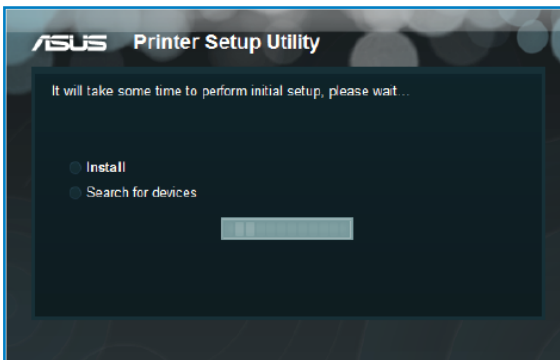 ASUS Printer Setup Utility
It will take some time to perform initial setup, please wait...
Install
Search for devices